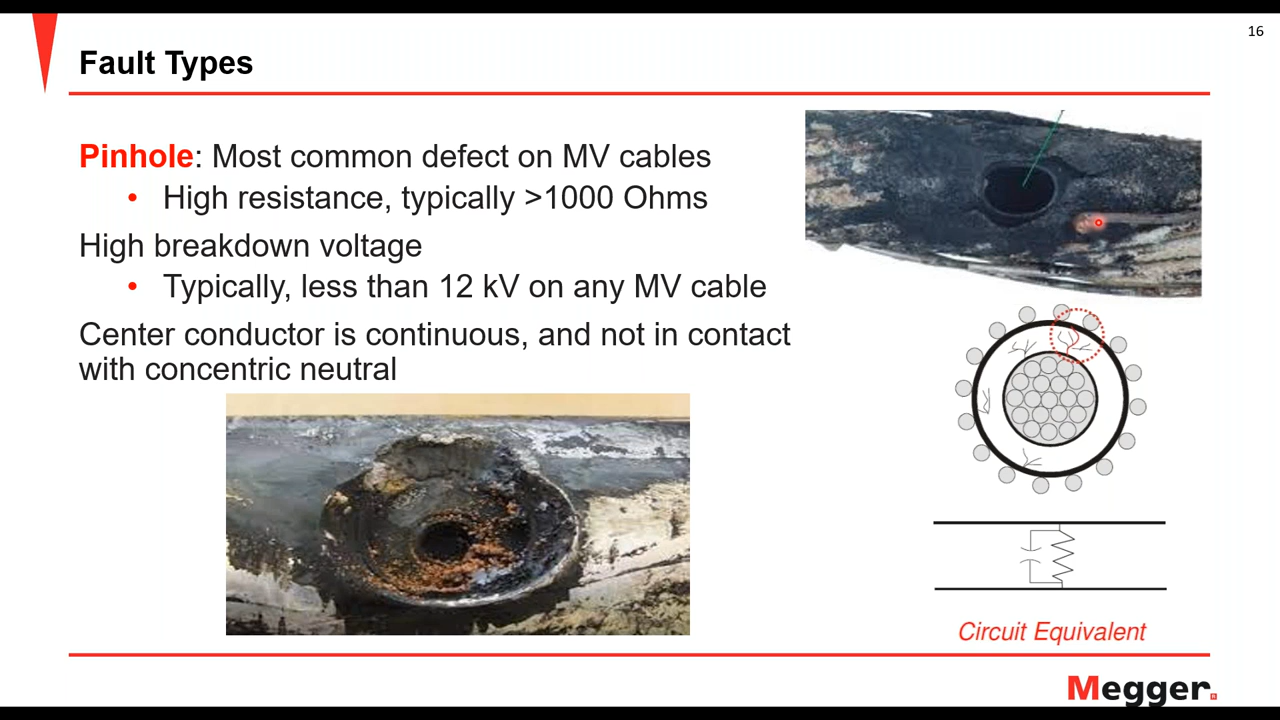 16
Fault Types
Pinhole: Most common defect on MV cables
• High resistance, typically >1000 Ohms
High breakdown voltage
• Typically, less than 12 kV on any MV cable
Center conductor is continuous, and not in contact
with concentric neutral
Circuit Equivalent
Megger